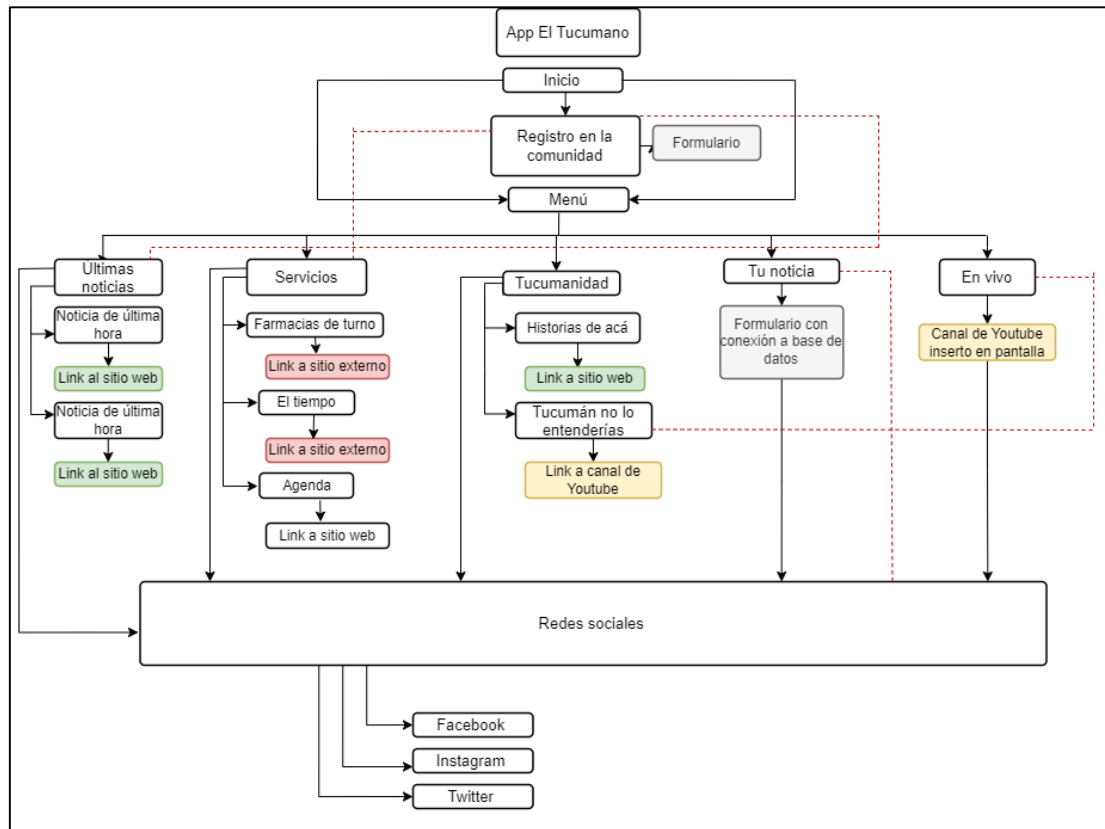 App El Tucumano
Inicio
Registro en la
comunidad
Formulario
Menú
Últimas
noticias
Noticia de última
hora
Link al sitio web
Noticia de última
hora
Link al sitio web
Servicios
Farmacias de turno
Link a sitio externo
El tiempo
Link a sitio externo
Agenda
Link a sitio web
Tucumanidad
Historias de acá
Link a sitio web
Tucumán no lo
entenderías
Link a canal de
Youtube
Tu noticia
Formulario con
conexión a base de
datos
En vivo
Canal de Youtube
inserto en pantalla
Redes sociales
Facebook
Instagram
Twitter